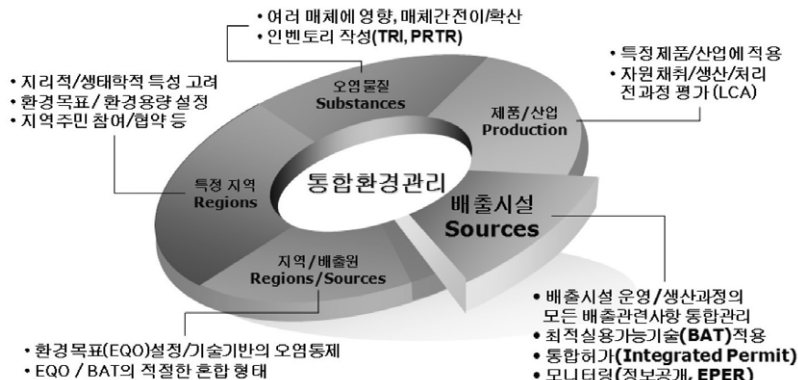 • 여러 매체에 영향, 매체간전이/확산
• 인벤토리 작성(TRI, PRTR)
• 특정 제품/산업에 적용
• 자원채취/생산/처리
전과정 평가 (LCA)
• 지리적/생태학적 특성 고려
• 환경목표/ 환경용량 설정
• 지역주민 참여/협약 등
오염물질
Substances
제품/산업
Production
특정 지역
Regions
통합환경관리
배출시설
Sources
지역/배출원
Regions/Sources
• 배출시설 운영/생산과정의
모든 배출관련사항 통합관리
• 최적실용가능기술(BAT)적용
• 통합허가(Integrated Permit)
• 모니터링(정보공개, EPER)
• 환경목표(EQO)설정/기술기반의 오염통제
• EQO / BAT의 적절한 혼합 형태